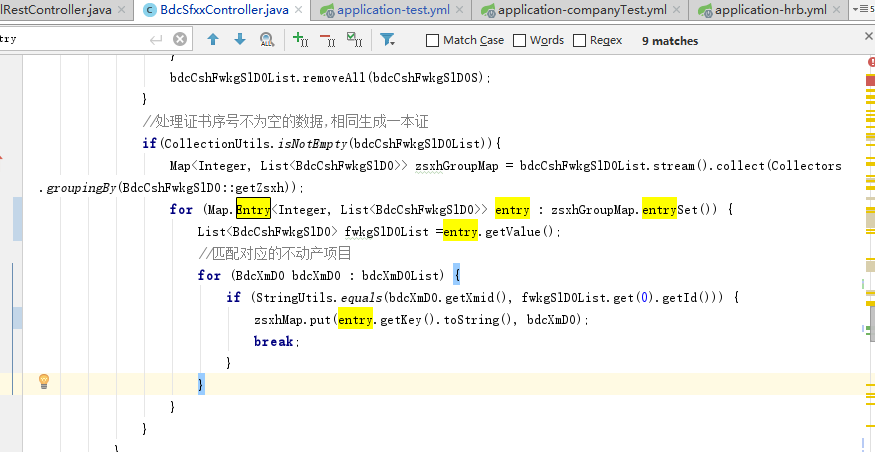 lRestController.java × BdcSfxxController.java × application-test.yml × application-companyTest.yml × application-hrb.yml ×
try Match Case Words Regex 9 matches
}
bdcCshFwkgSlDOList.removeAll(bdcCshFwkgSlDOS);
}
//处理证书序号不为空的数据,相同生成一本证
if(CollectionUtils.isNotEmpty(bdcCshFwkgSlDOList)){
Map<Integer, List<BdcCshFwkgSlDO>> zsxhGroupMap = bdcCshFwkgSlDOList.stream().collect(Collectors
.groupingBy(BdcCshFwkgSlDO::getZsxh));
for (Map.Entry<Integer, List<BdcCshFwkgSlDO>> entry : zsxhGroupMap.entrySet()) {
List<BdcCshFwkgSlDO> fwkgSlDOList =entry.getValue();
//匹配对应的不动产项目
for (BdcXmDO bdcXmDO : bdcXmDOList) {
if (StringUtils.equals(bdcXmDO.getXmid(), fwkgSlDOList.get(0).getId())) {
zsxhMap.put(entry.getKey().toString(), bdcXmDO);
break;
}
}
}
}